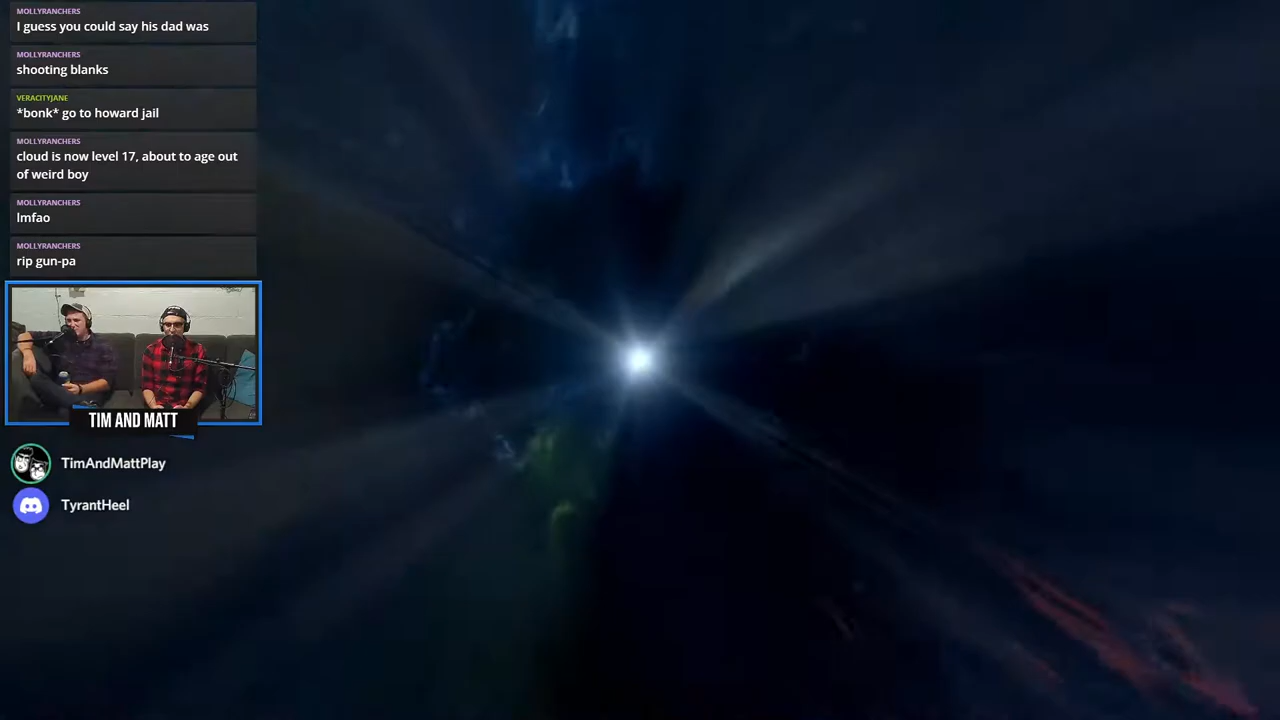 MOLLYRANCHERS
I guess you could say his dad was
MOLLYRANCHERS
shooting blanks
VERACITYJANE
*bonk* go to howard jail
MOLLYRANCHERS
cloud is now level 17, about to age out
of weird boy
MOLLYRANCHERS
lmfao
MOLLYRANCHERS
rip gun-pa
TIM AND MATT
TimAndMattPlay
TyrantHeel